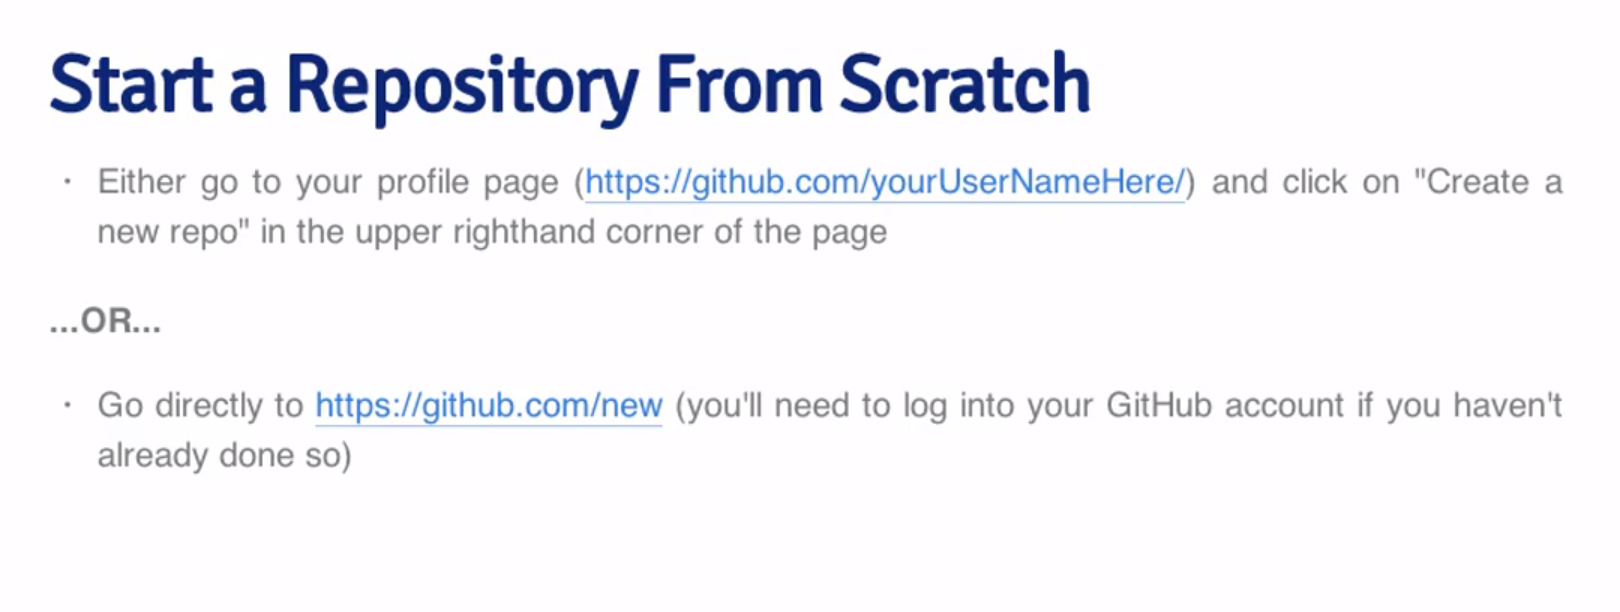 Start a Repository From Scratch
· Either go to your profile page (https://github.com/yourUserNameHere/) and click on "Create a
new repo" in the upper righthand corner of the page
...OR...
· Go directly to https://github.com/new (you'll need to log into your GitHub account if you haven't
already done so)